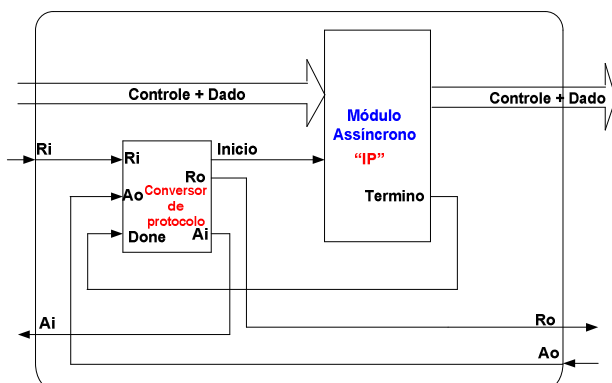 Controle + Dado
Controle + Dado
Módulo
Assíncrono
"IP"
Ri
Ri
Inicio
Ro
Ao
Conversor
de
protocolo
Termino
Done
Ai
Ai
Ro
Ao